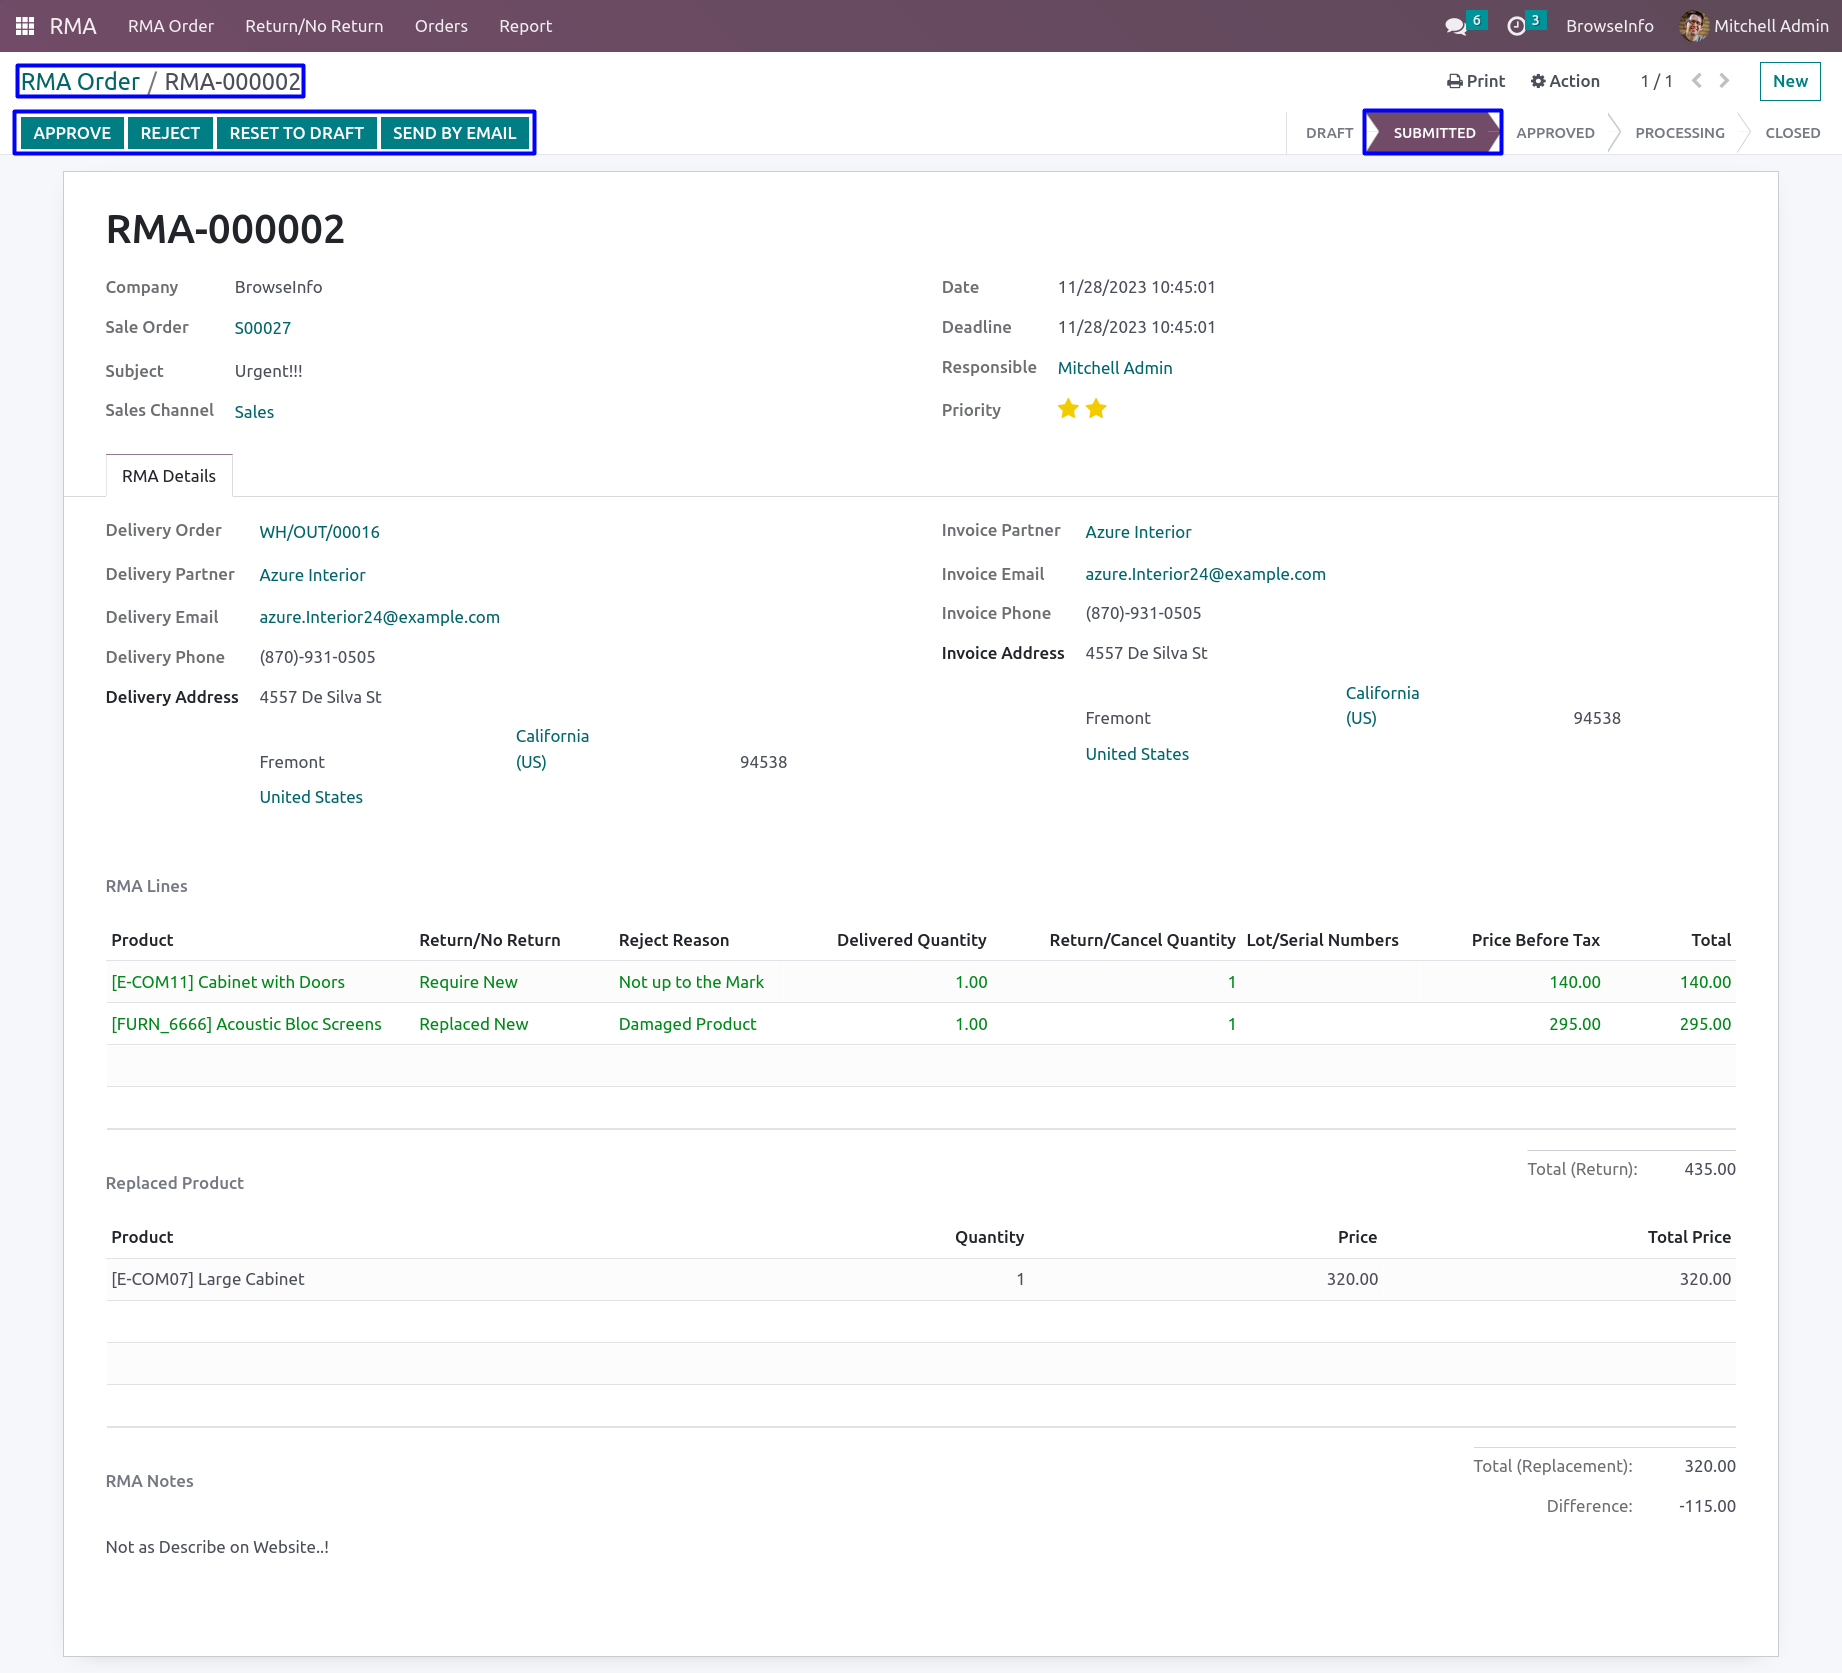 RMA RMA Order Return/No Return Orders Report 6 3 BrowseInfo Mitchell Admin
RMA Order / RMA-000002 Print Action 1 / 1 New
APPROVE REJECT RESET TO DRAFT SEND BY EMAIL DRAFT SUBMITTED APPROVED PROCESSING CLOSED
RMA-000002
Company BrowseInfo Date 11/28/2023 10:45:01
Sale Order S00027 Deadline 11/28/2023 10:45:01
Subject Urgent!!! Responsible Mitchell Admin
Sales Channel Sales Priority
RMA Details
Delivery Order WH/OUT/00016 Invoice Partner Azure Interior
Delivery Partner Azure Interior Invoice Email azure.Interior24@example.com
Delivery Email azure.Interior24@example.com Invoice Phone (870)-931-0505
Delivery Phone (870)-931-0505 Invoice Address 4557 De Silva St
Delivery Address 4557 De Silva St California
Fremont (US) 94538
California United States
Fremont (US) 94538
United States
RMA Lines
Product Return/No Return Reject Reason Delivered Quantity Return/Cancel Quantity Lot/Serial Numbers Price Before Tax Total
[E-COM11] Cabinet with Doors Require New Not up to the Mark 1.00 1 140.00 140.00
[FURN_6666] Acoustic Bloc Screens Replaced New Damaged Product 1.00 1 295.00 295.00
Total (Return): 435.00
Replaced Product
Product Quantity Price Total Price
[E-COM07] Large Cabinet 1 320.00 320.00
Total (Replacement): 320.00
RMA Notes
Difference: -115.00
Not as Describe on Website..!